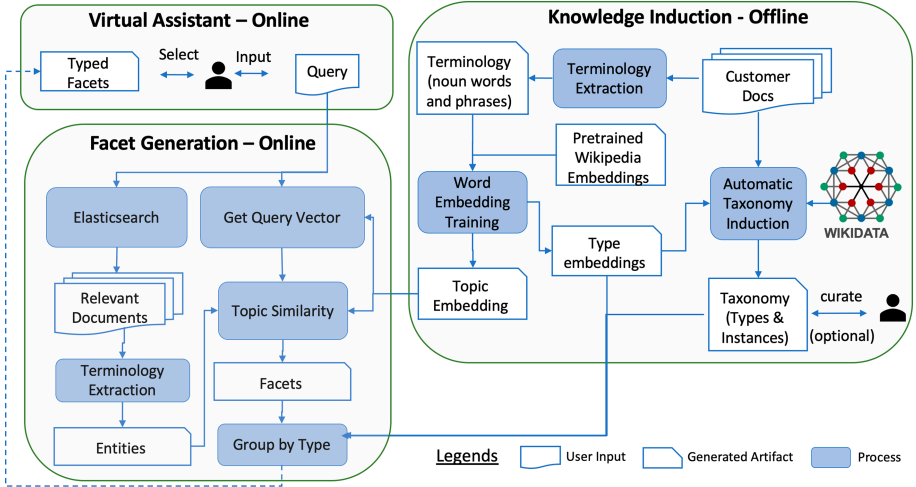 Virtual Assistant – Online
Typed
Facets
Select
Input
Query
Facet Generation – Online
Elasticsearch
Get Query Vector
Relevant
Documents
Topic Similarity
Terminology
Extraction
Facets
Entities
Group by Type
Knowledge Induction - Offline
Terminology
(noun words
and phrases)
Terminology
Extraction
Customer
Docs
Pretrained
Wikipedia
Embeddings
Word
Embedding
Training
Automatic
Taxonomy
Induction
WIKIDATA
Type
embeddings
Topic
Embedding
Taxonomy
(Types &
Instances)
curate
(optional)
Legends
User Input
Generated Artifact
Process